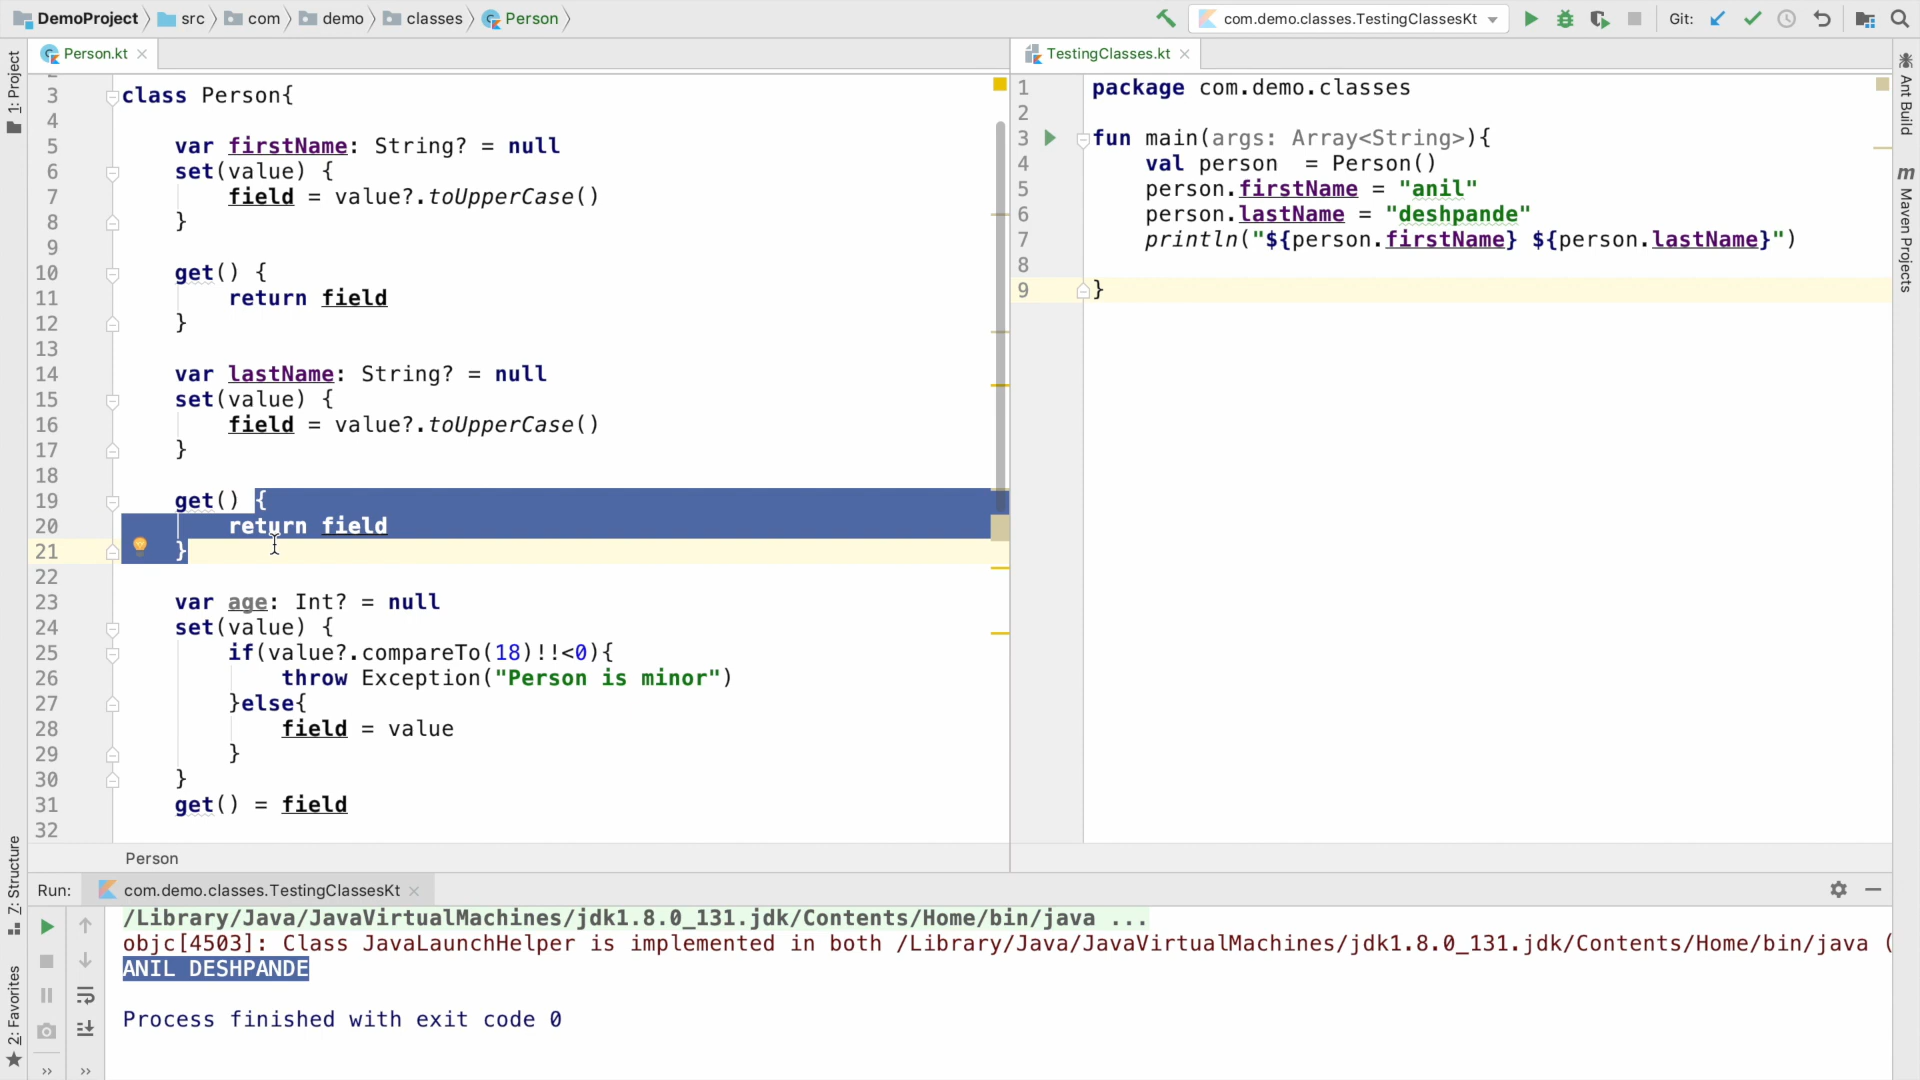 DemoProject src com demo classes Person com.demo.classes.TestingClassesKt Git:
Person.kt
TestingClasses.kt
1: Project
Z: Structure
2: Favorites
Ant Build
m Maven Projects
3 class Person{
4
5 var firstName: String? = null
6 set(value) {
7 field = value?.toUpperCase()
8 }
9
10 get() {
11 return field
12 }
13
14 var lastName: String? = null
15 set(value) {
16 field = value?.toUpperCase()
17 }
18
19 get() {
20 return field
21 }
22
23 var age: Int? = null
24 set(value) {
25 if(value?.compareTo(18)!!<0){
26 throw Exception("Person is minor")
27 }else{
28 field = value
29 }
30 }
31 get() = field
32
Person
1 package com.demo.classes
2
3 fun main(args: Array<String>){
4 val person = Person()
5 person.firstName = "anil"
6 person.lastName = "deshpande"
7 println("${person.firstName} ${person.lastName}")
8
9 }
Run: com.demo.classes.TestingClassesKt
/Library/Java/JavaVirtualMachines/jdk1.8.0_131.jdk/Contents/Home/bin/java ...
objc[4503]: Class JavaLaunchHelper is implemented in both /Library/Java/JavaVirtualMachines/jdk1.8.0_131.jdk/Contents/Home/bin/java (
ANIL DESHPANDE
Process finished with exit code 0